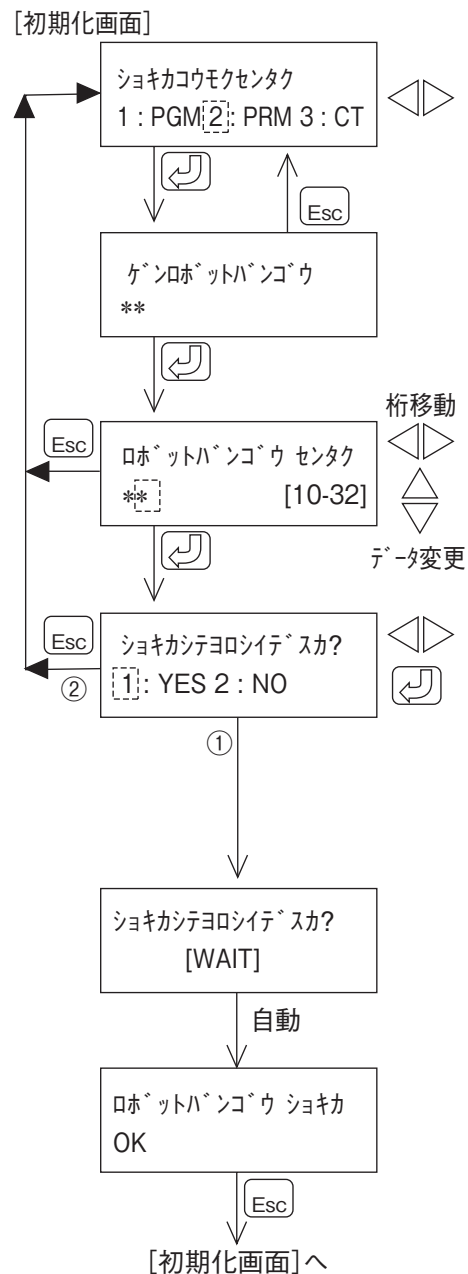 [初期化画面]
ショキカコウモクセンタク
1 : PGM 2 : PRM 3 : CT
Esc
ゲンロボットバンゴウ
**
桁移動
Esc
ロボットバンゴウ センタク
** [10-32]
データ変更
Esc
ショキカシテヨロシイデスカ?
② 1 : YES 2 : NO
①
ショキカシテヨロシイデスカ?
[WAIT]
自動
ロボットバンゴウ ショキカ
OK
Esc
[初期化画面]へ